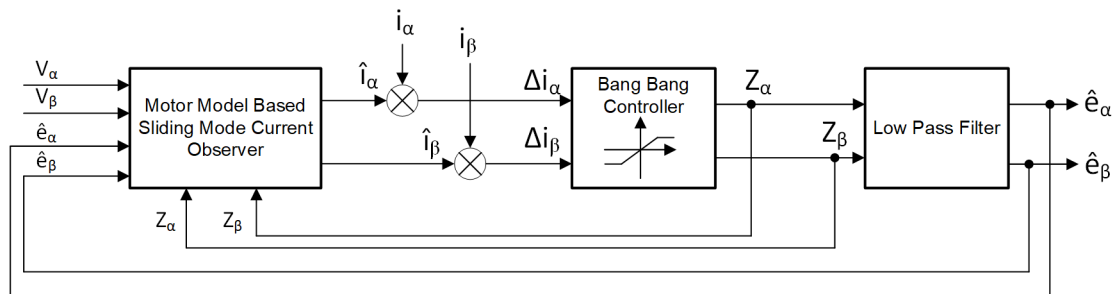 iα
iβ
Vα
Vβ
êα
êβ
Motor Model Based
Sliding Mode Current
Observer
îα
îβ
Δiα
Δiβ
Bang Bang
Controller
Zα
Zβ
Low Pass Filter
êα
êβ
Zα
Zβ